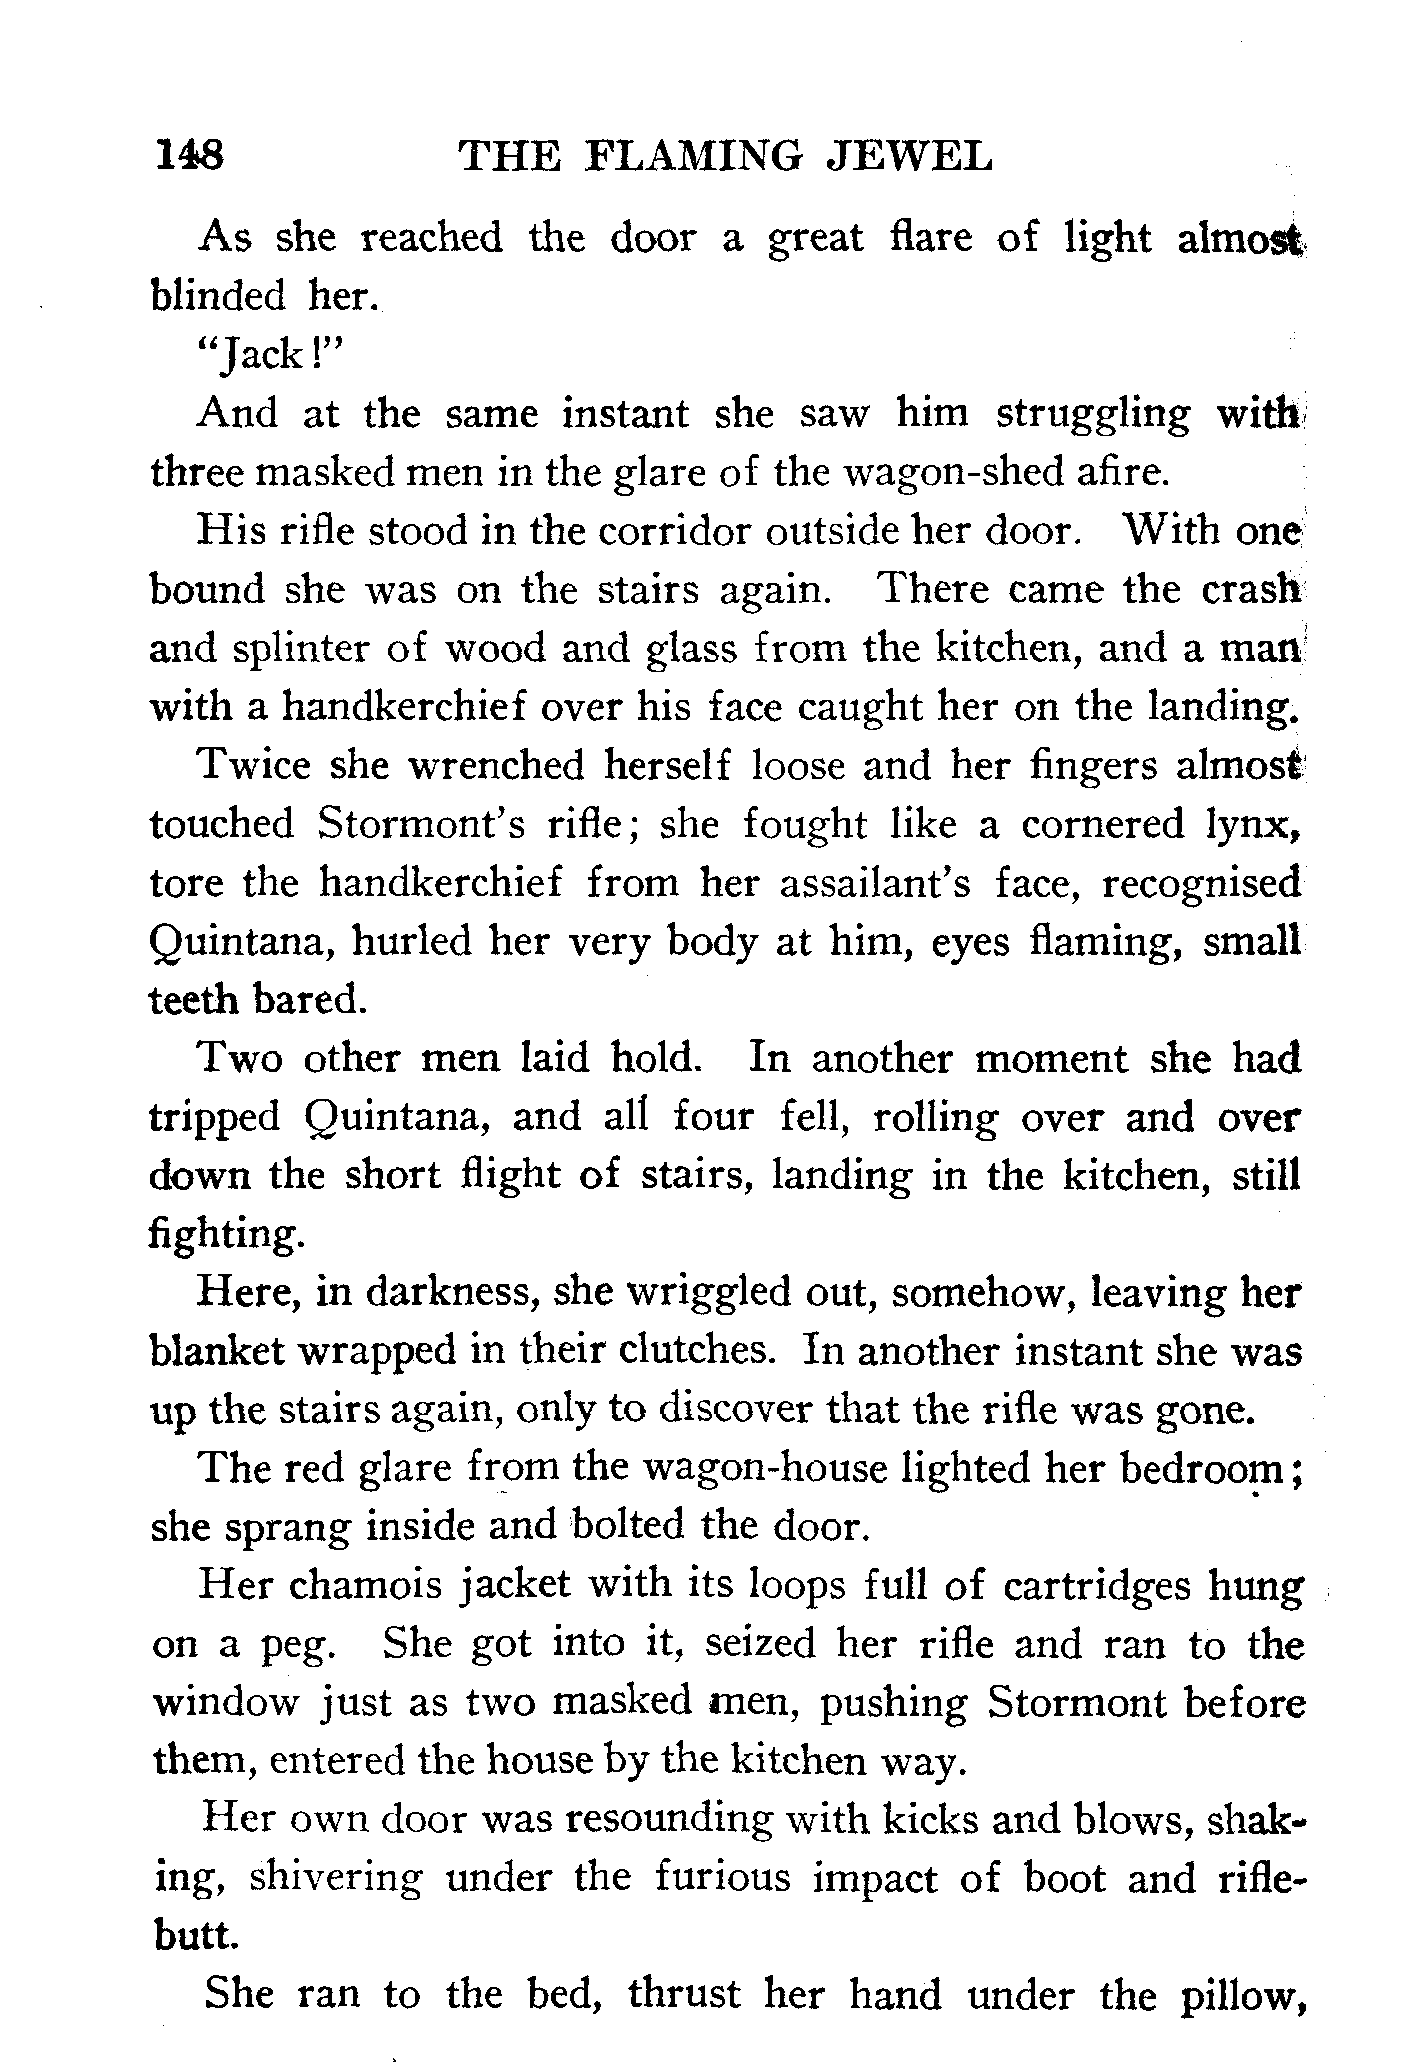 148 THE FLAMING JEWEL
As she reached the door a great flare of light almost
blinded her.
“Jack!”
And at the same instant she saw him struggling with
three masked men in the glare of the wagon-shed afire.
His rifle stood in the corridor outside her door. With one
bound she was on the stairs again. There came the crash
and splinter of wood and glass from the kitchen, and a man
with a handkerchief over his face caught her on the landing.
Twice she wrenched herself loose and her fingers almost
touched Stormont’s rifle; she fought like a cornered lynx,
tore the handkerchief from her assailant’s face, recognised
Quintana, hurled her very body at him, eyes flaming, small
teeth bared.
Two other men laid hold. In another moment she had
tripped Quintana, and all four fell, rolling over and over
down the short flight of stairs, landing in the kitchen, still
fighting.
Here, in darkness, she wriggled out, somehow, leaving her
blanket wrapped in their clutches. In another instant she was
up the stairs again, only to discover that the rifle was gone.
The red glare from the wagon-house lighted her bedroom;
she sprang inside and bolted the door.
Her chamois jacket with its loops full of cartridges hung
on a peg. She got into it, seized her rifle and ran to the
window just as two masked men, pushing Stormont before
them, entered the house by the kitchen way.
Her own door was resounding with kicks and blows, shak-
ing, shivering under the furious impact of boot and rifle-
butt.
She ran to the bed, thrust her hand under the pillow,